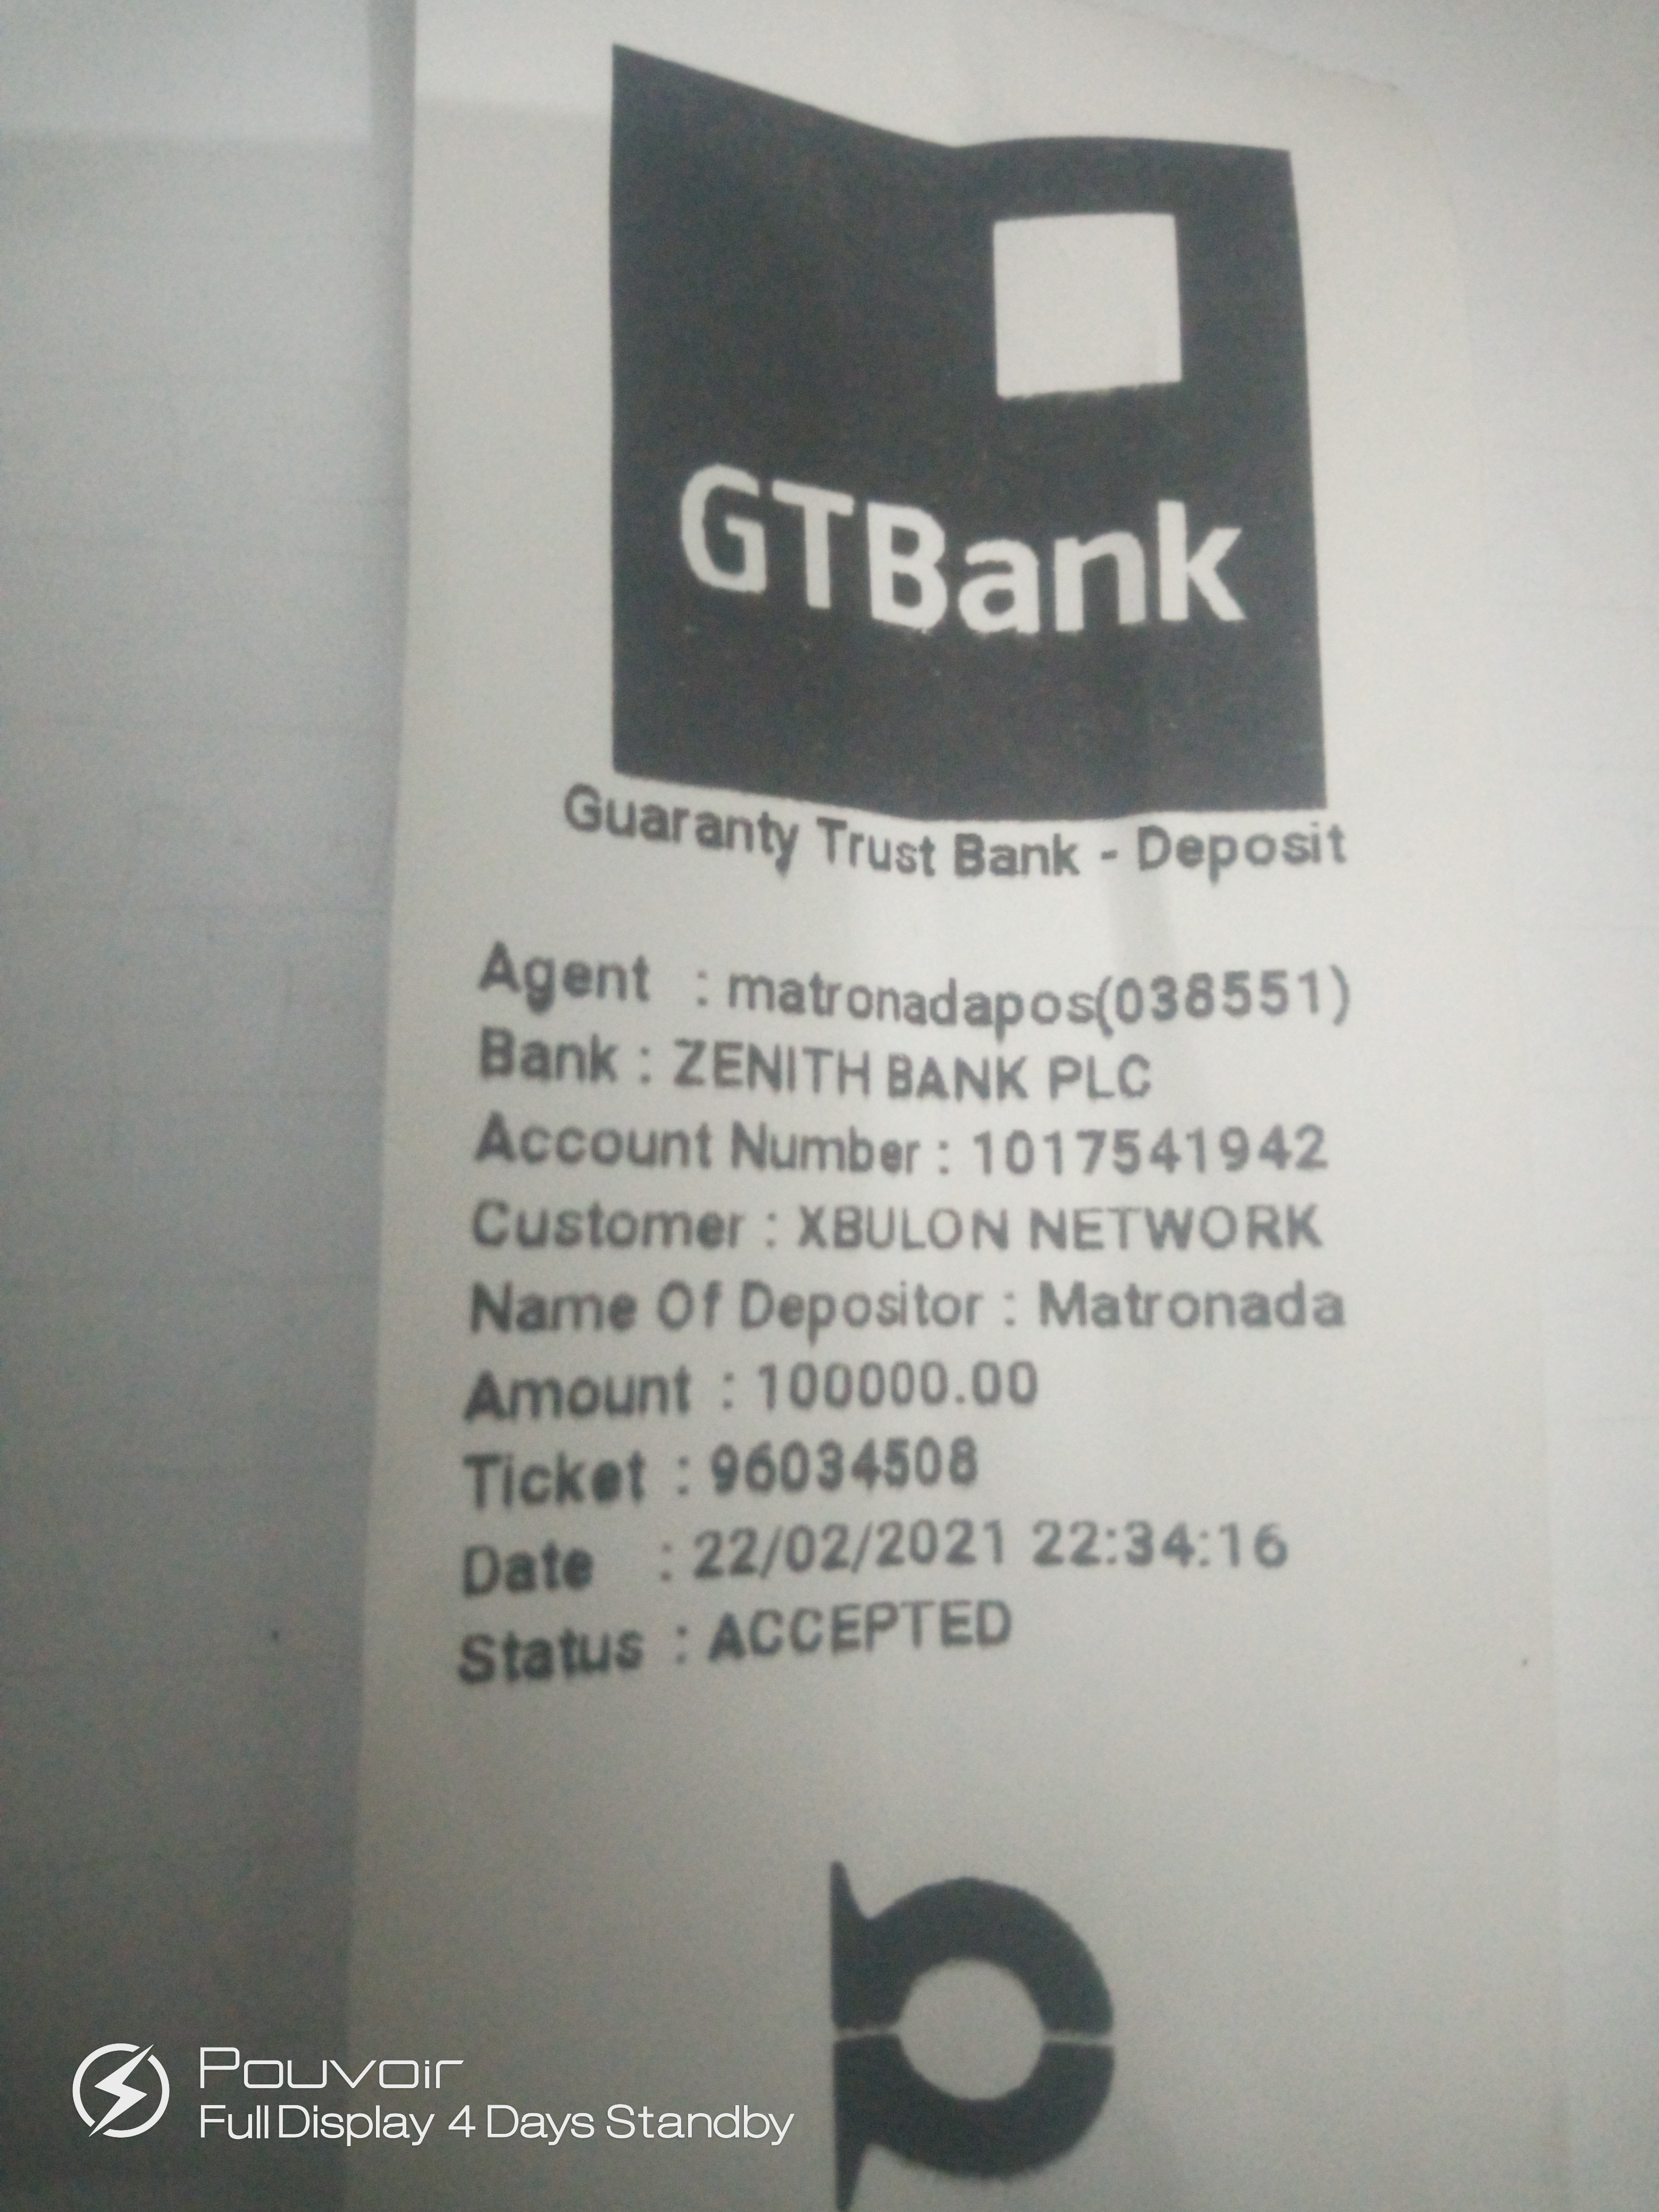 GTBank
Guaranty Trust Bank - Deposit
Agent : matronadapos(038551)
Bank : ZENITH BANK PLC
Account Number : 1017541942
Customer : XBULON NETWORK
Name Of Depositor : Matronada
Amount : 100000.00
Ticket : 96034508
Date : 22/02/2021 22:34:16
Status : ACCEPTED
Pouvoir
Full Display 4 Days Standby